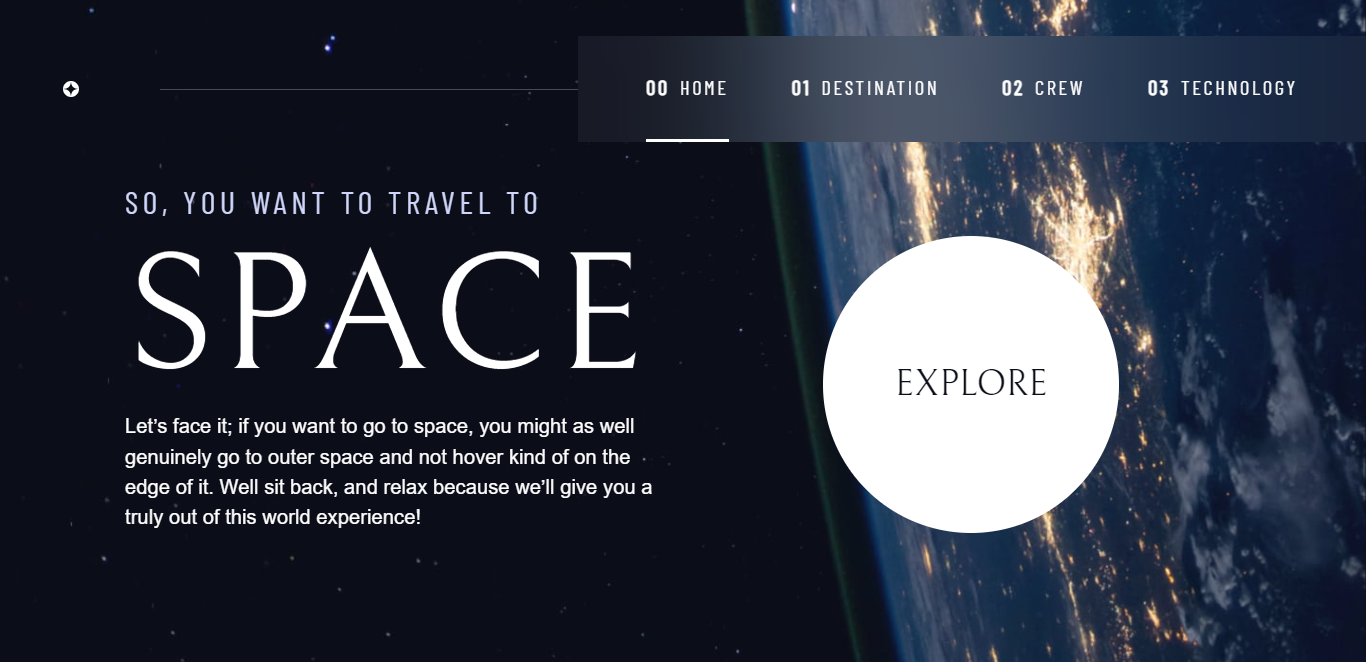 00 HOME 01 DESTINATION 02 CREW 03 TECHNOLOGY
SO, YOU WANT TO TRAVEL TO
SPACE
Let’s face it; if you want to go to space, you might as well
genuinely go to outer space and not hover kind of on the
edge of it. Well sit back, and relax because we’ll give you a
truly out of this world experience!
EXPLORE